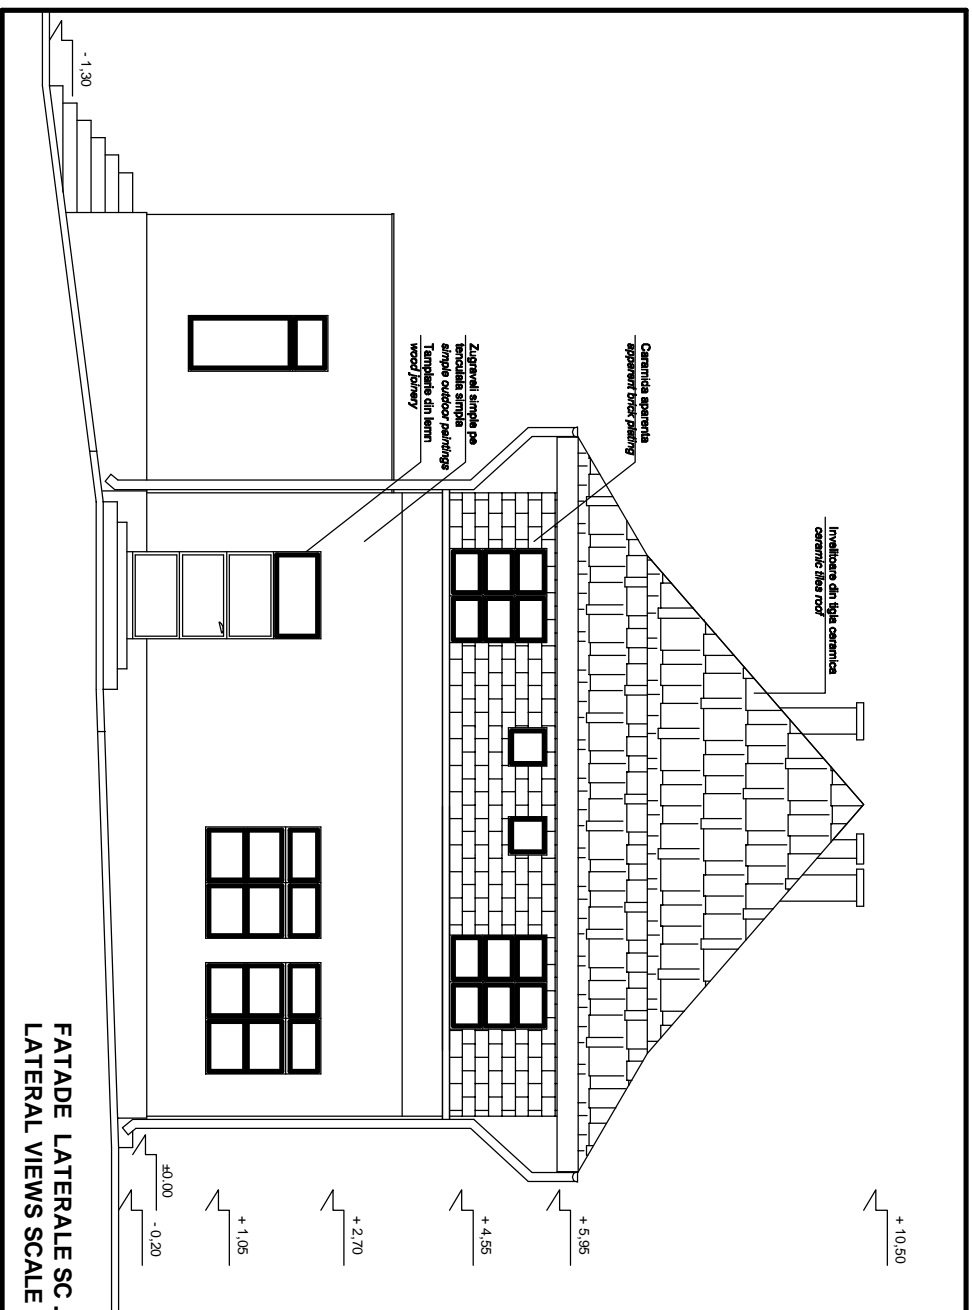 Invelitoare din tigla ceramica
ceramic tiles roof
Caramida aparenta
apparent brick plating
Zugraveli simple pe
tencuiala simpla
simple outdoor paintings
Tamplarie din lemn
wood joinery
+ 10,50
+ 5,95
+ 4,55
+ 2,70
+ 1,05
±0.00
- 0,20
- 1,30
FATADE LATERALE SC .
LATERAL VIEWS SCALE